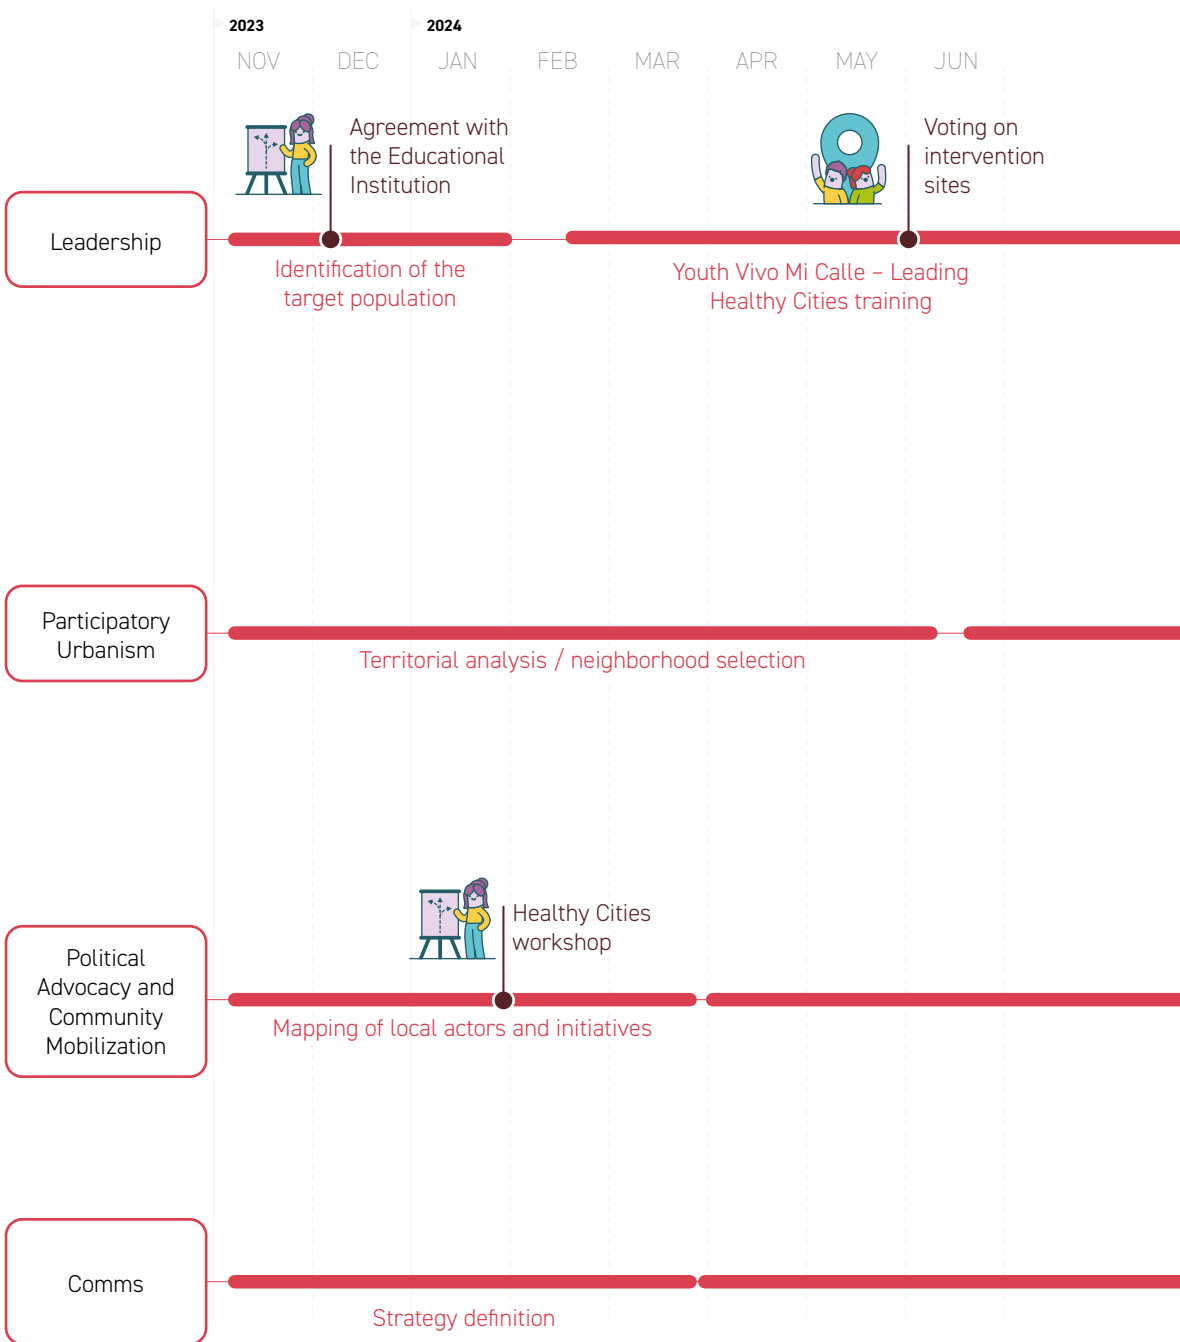 2023
2024
NOV
DEC
JAN
FEB
MAR
APR
MAY
JUN
Leadership
Agreement with
the Educational
Institution
Identification of the
target population
Voting on
intervention
sites
Youth Vivo Mi Calle – Leading
Healthy Cities training
Participatory
Urbanism
Territorial analysis / neighborhood selection
Political
Advocacy and
Community
Mobilization
Healthy Cities
workshop
Mapping of local actors and initiatives
Comms
Strategy definition